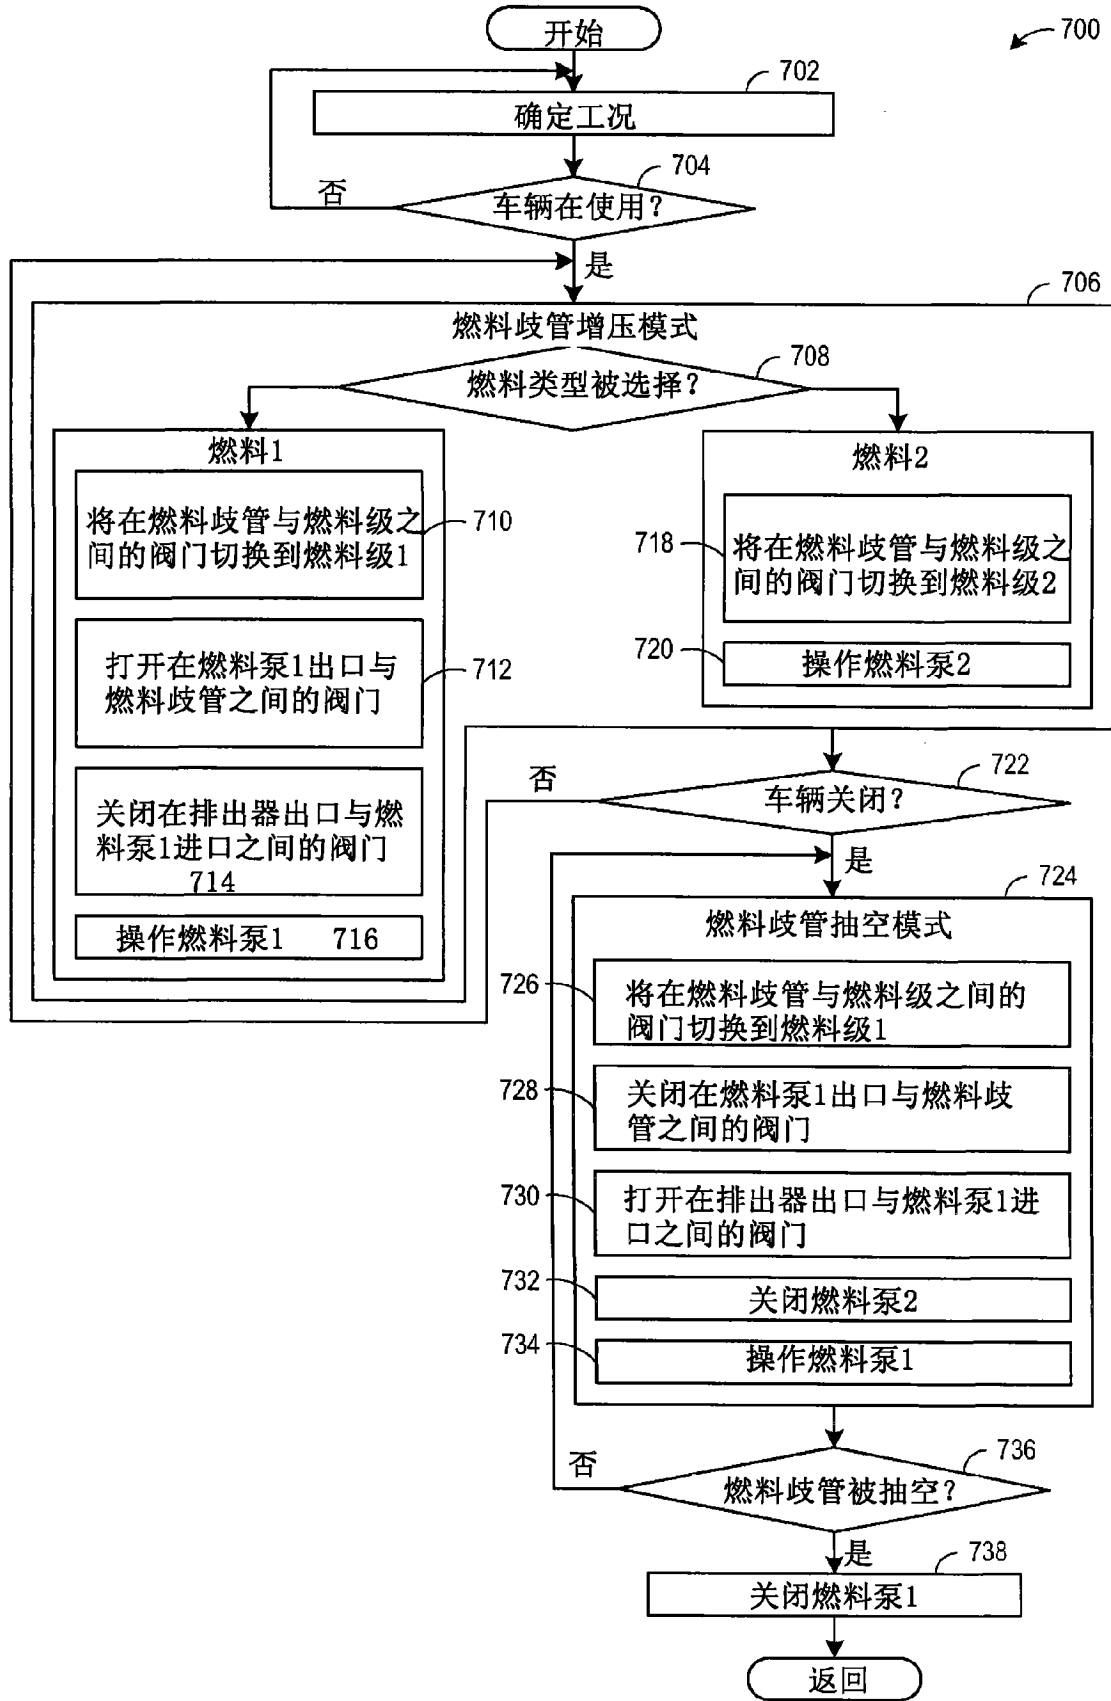 开始
700
702
确定工况
704
否
车辆在使用？
是
706
燃料歧管增压模式
708
燃料类型被选择？
燃料1
将在燃料歧管与燃料级之
间的阀门切换到燃料级1
710
打开在燃料泵1出口与
燃料歧管之间的阀门
712
关闭在排出器出口与燃
料泵1进口之间的阀门
714
操作燃料泵1 716
燃料2
718
将在燃料歧管与燃料级之
间的阀门切换到燃料级2
720
操作燃料泵2
否
722
车辆关闭？
是
724
燃料歧管抽空模式
726
将在燃料歧管与燃料级之间的
阀门切换到燃料级1
728
关闭在燃料泵1出口与燃料歧
管之间的阀门
730
打开在排出器出口与燃料泵1进
口之间的阀门
732
关闭燃料泵2
734
操作燃料泵1
否
736
燃料歧管被抽空？
是
738
关闭燃料泵1
返回